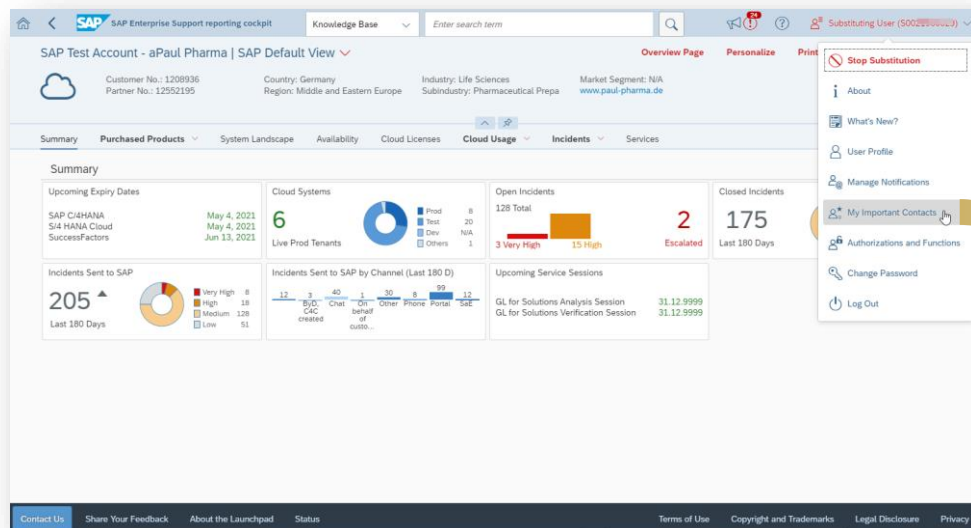 SAP SAP Enterprise Support reporting cockpit Knowledge Base Enter search term 24 Substituting User
SAP Test Account - aPaul Pharma | SAP Default View
Overview Page Personalize Print
Customer No.: 1208936 Country: Germany Industry: Life Sciences Market Segment: N/A
Partner No.: 12552195 Region: Middle and Eastern Europe Subindustry: Pharmaceutical Prepa www.paul-pharma.de
Summary Purchased Products System Landscape Availability Cloud Licenses Cloud Usage Incidents Services
Stop Substitution
About
What's New?
User Profile
Manage Notifications
My Important Contacts
Authorizations and Functions
Change Password
Log Out
Summary
Upcoming Expiry Dates
SAP C/4HANA May 4, 2021
S/4 HANA Cloud May 4, 2021
SuccessFactors Jun 13, 2021
Cloud Systems
6
Live Prod Tenants
Prod 8
Test 20
Dev N/A
Others 1
Open Incidents
128 Total
3 Very High 15 High
2
Escalated
Closed Incidents
175
Last 180 Days
Incidents Sent to SAP
205
Last 180 Days
Very High 8
High 18
Medium 128
Low 51
Incidents Sent to SAP by Channel (Last 180 D)
12 3 40 1 30 8 99 12
ByD, Chat On Other Phone Portal SaE
C4C behalf
created of
custo...
Upcoming Service Sessions
GL for Solutions Analysis Session 31.12.9999
GL for Solutions Verification Session 31.12.9999
Contact Us Share Your Feedback About the Launchpad Status Terms of Use Copyright and Trademarks Legal Disclosure Privacy